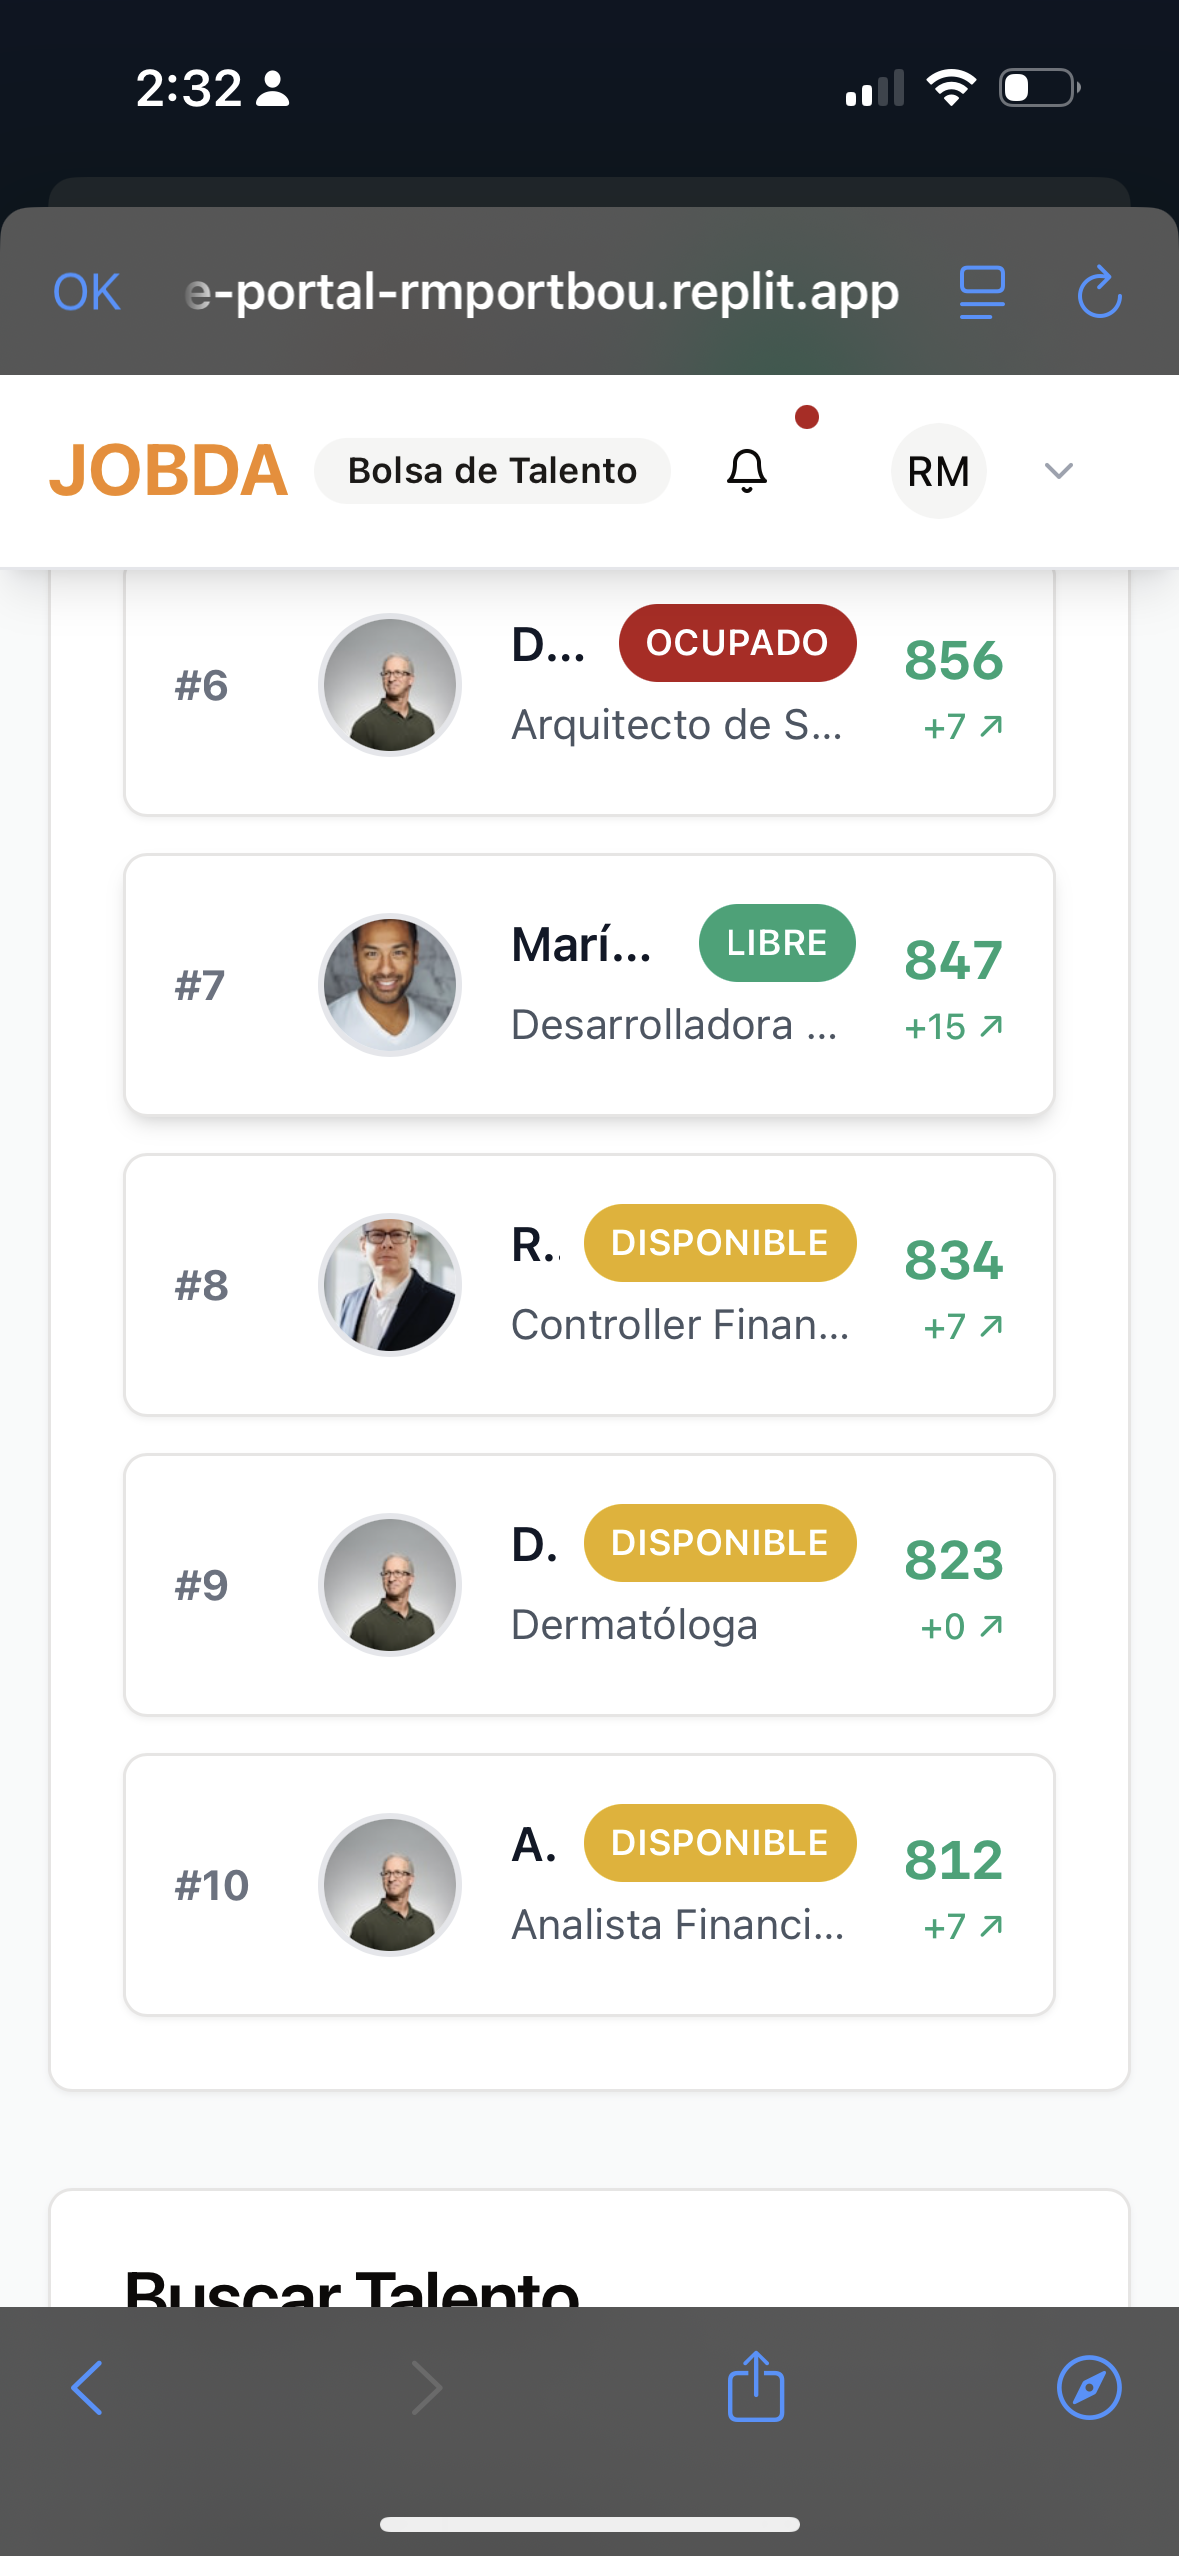 2:32
OK
e-portal-rmportbou.replit.app
JOBDA
Bolsa de Talento
RM
#6
D...
OCUPADO
Arquitecto de S...
856
+7
#7
Marí...
LIBRE
Desarrolladora ...
847
+15
#8
R..
DISPONIBLE
Controller Finan...
834
+7
#9
D.
DISPONIBLE
Dermatóloga
823
+0
#10
A.
DISPONIBLE
Analista Financi...
812
+7
Buscar Talento